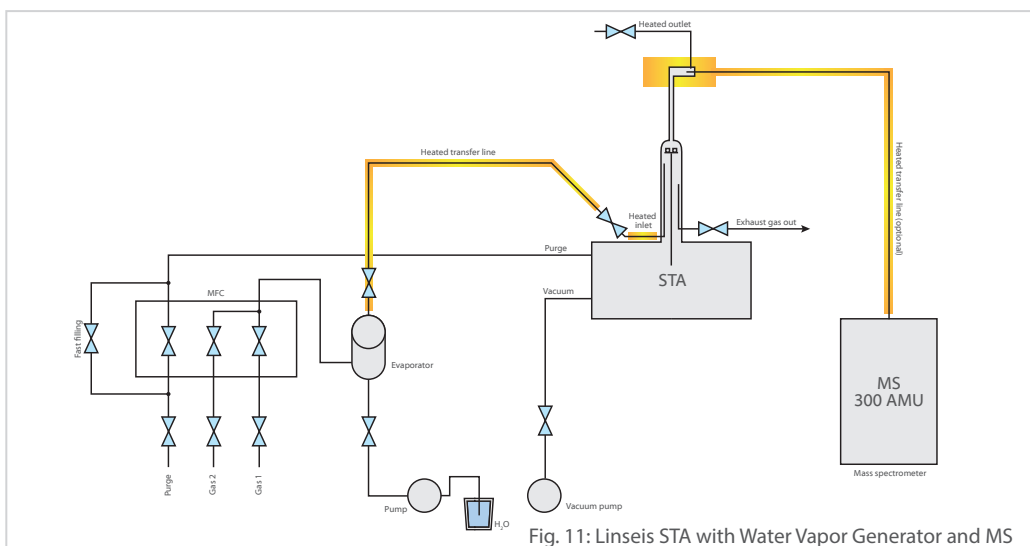 Heated outlet
Heated transfer line
Heated transfer line (optional)
Heated
inlet
Exhaust gas out
Purge
STA
Vacuum
MFC
Fast filling
Evaporator
MS
300 AMU
Mass spectrometer
Purge
Gas 2
Gas 1
Pump
H₂O
Vacuum pump
Fig. 11: Linseis STA with Water Vapor Generator and MS